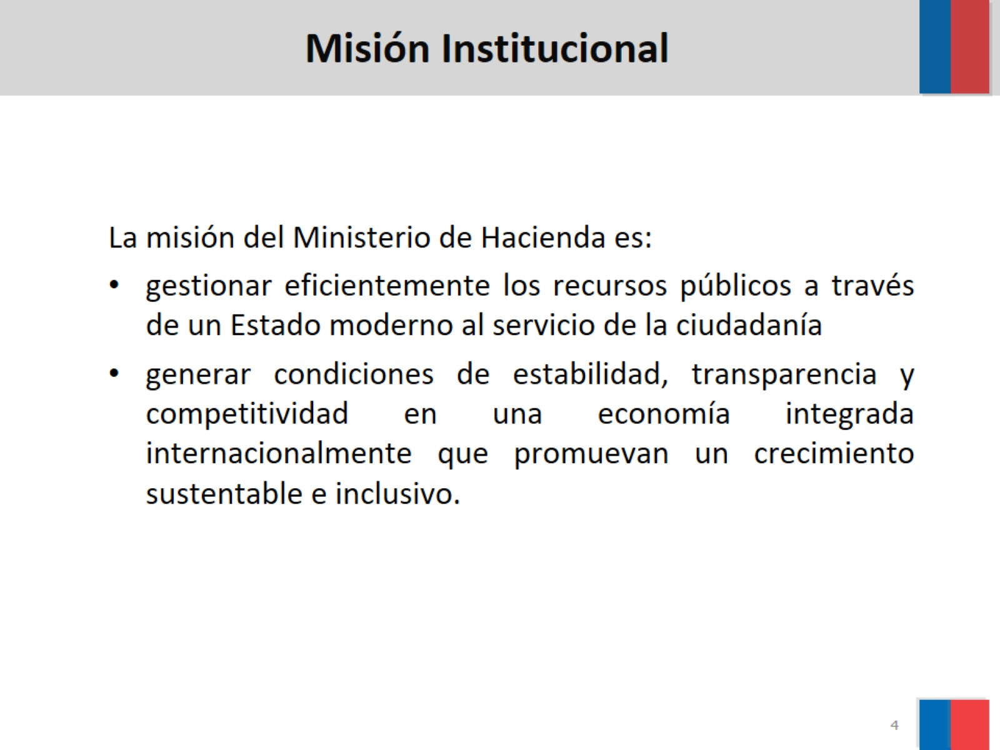 Misión Institucional
La misión del Ministerio de Hacienda es:
• gestionar eficientemente los recursos públicos a través
de un Estado moderno al servicio de la ciudadanía
• generar condiciones de estabilidad, transparencia y
competitividad en una economía integrada
internacionalmente que promuevan un crecimiento
sustentable e inclusivo.
4